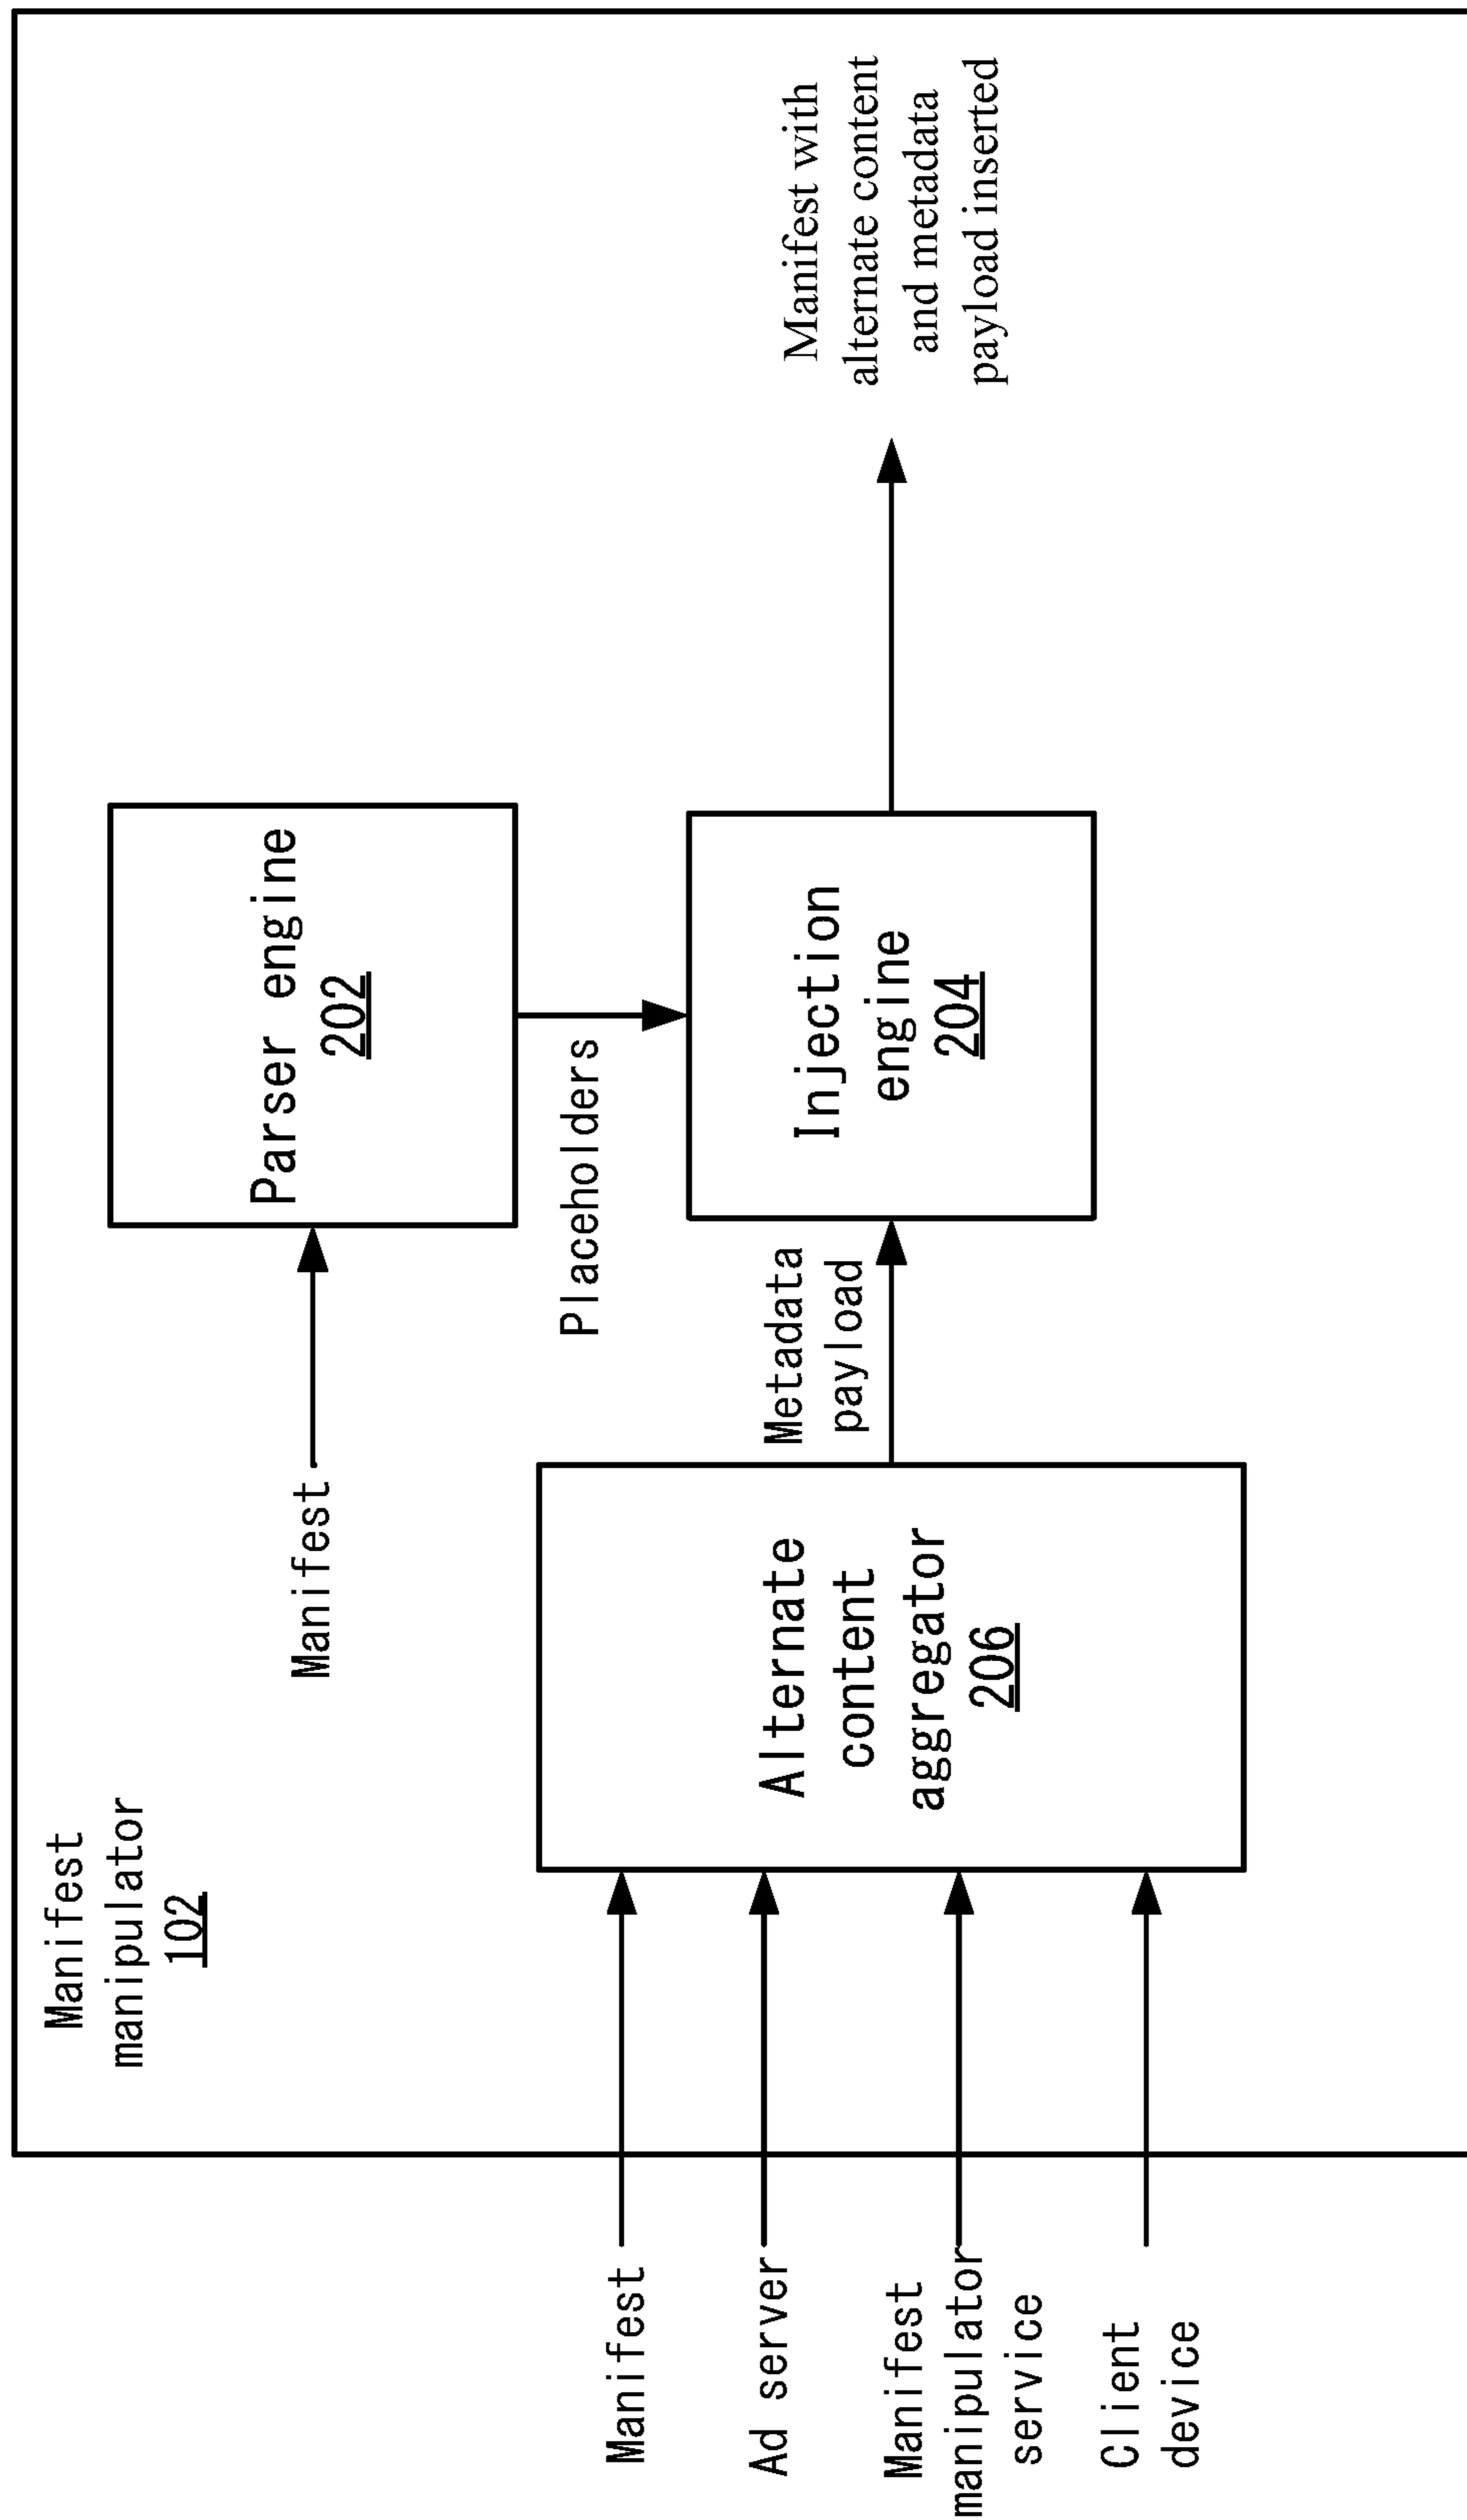 Manifest
manipulator
102
Manifest
Parser engine
202
Placeholders
Manifest
Ad server
Manifest
manipulator
service
Client
device
Alternate
content
aggregator
206
Metadata
payload
Injection
engine
204
Manifest with
alternate content
and metadata
payload inserted